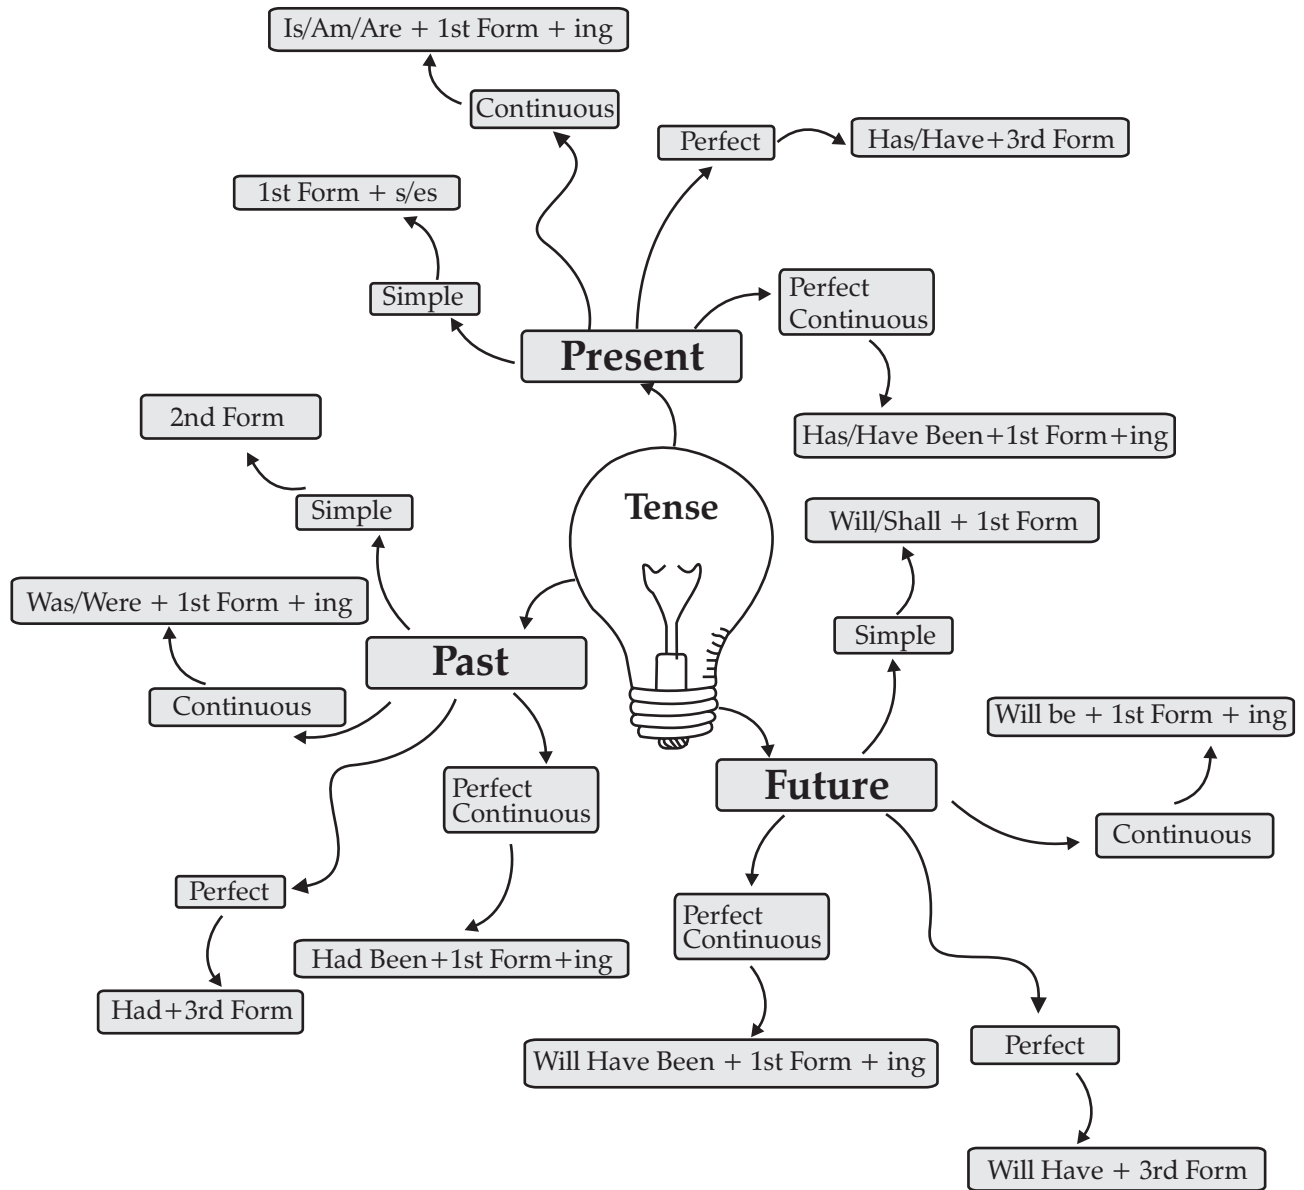 Is/Am/Are + 1st Form + ing
Continuous
Perfect
Has/Have+3rd Form
1st Form + s/es
Simple
Perfect
Continuous
Present
Has/Have Been+1st Form+ing
2nd Form
Simple
Tense
Will/Shall + 1st Form
Was/Were + 1st Form + ing
Simple
Past
Continuous
Will be + 1st Form + ing
Perfect
Continuous
Future
Continuous
Perfect
Perfect
Continuous
Had Been+1st Form+ing
Had+3rd Form
Perfect
Will Have Been + 1st Form + ing
Will Have + 3rd Form